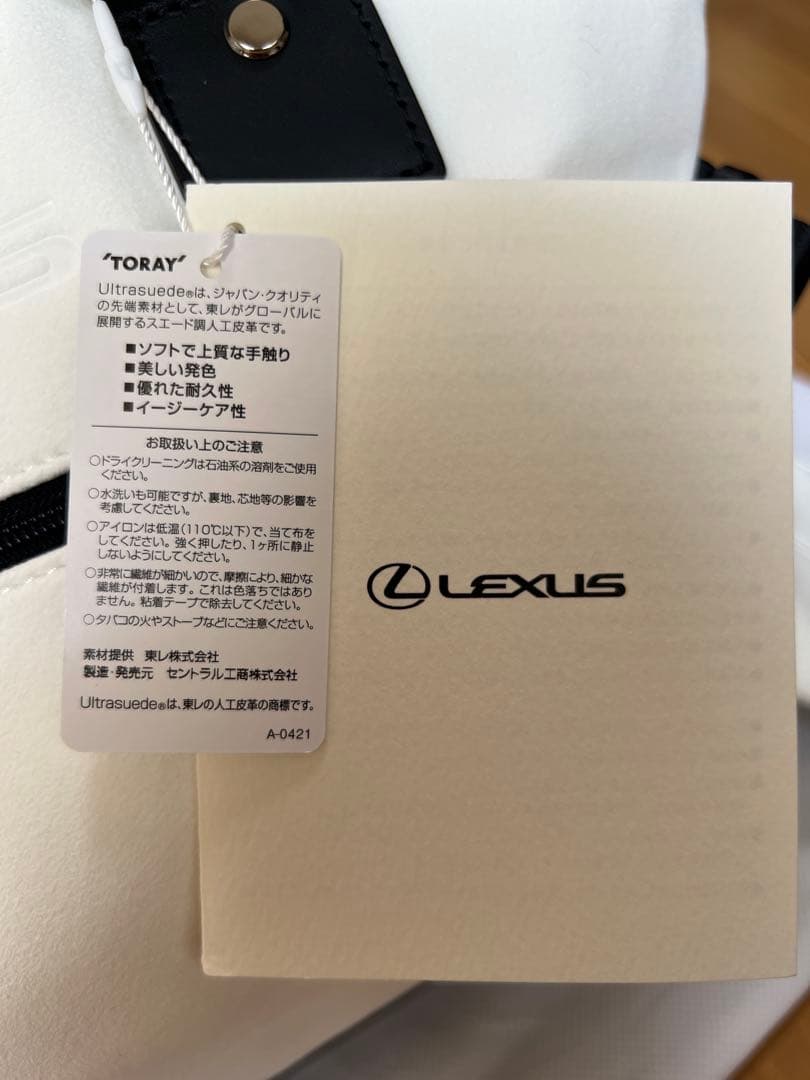 'TORAY'
Ultrasuede®は、ジャパン・クオリティ
の先端素材として、東レがグローバルに
展開するスエード調人工皮革です。
■ソフトで上質な手触り
■美しい発色
■優れた耐久性
■イージーケア性
お取扱い上のご注意
○ドライクリーニングは石油系の溶剤をご使用
ください。
○水洗いも可能ですが、裏地、芯地等の影響を
考慮してください。
○アイロンは低温(110℃以下)で、当て布を
してください。強く押したり、1ヶ所に静止
しないようにしてください。
○非常に繊維が細かいので、摩擦により、細かな
繊維が付着します。これは色落ちではあり
ません。粘着テープで除去してください。
○タバコの火やストーブなどにご注意ください。
素材提供 東レ株式会社
製造・発売元 セントラル工商株式会社
Ultrasuede®は、東レの人工皮革の商標です。
A-0421
LEXUS